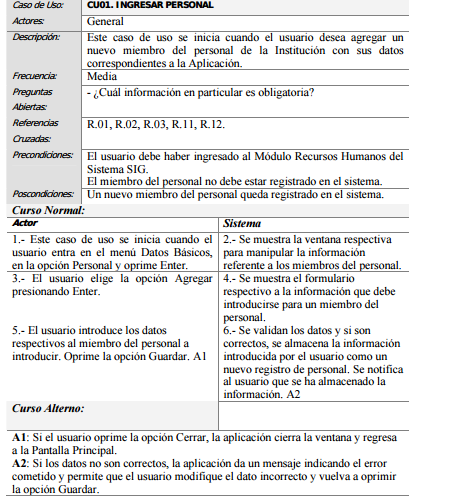 Caso de Uso: CU01. INGRESAR PERSONAL
Actores: General
Descripción: Este caso de uso se inicia cuando el usuario desea agregar un
nuevo miembro del personal de la Institución con sus datos
correspondientes a la Aplicación.
Frecuencia: Media
Preguntas - ¿Cuál información en particular es obligatoria?
Abiertas:
Referencias R.01, R.02, R.03, R.11, R.12.
Cruzadas:
Precondiciones: El usuario debe haber ingresado al Módulo Recursos Humanos del
Sistema SIG.
El miembro del personal no debe estar registrado en el sistema.
Poscondiciones: Un nuevo miembro del personal queda registrado en el sistema.
Curso Normal:
Actor Sistema
1.- Este caso de uso se inicia cuando el
usuario entra en el menú Datos Básicos,
en la opción Personal y oprime Enter.
2.- Se muestra la ventana respectiva
para manipular la información
referente a los miembros del personal.
3.- El usuario elige la opción Agregar
presionando Enter.
4.- Se muestra el formulario
respectivo a la información que debe
introducirse para un miembro del
personal.
5.- El usuario introduce los datos
respectivos al miembro del personal a
introducir. Oprime la opción Guardar. A1
6.- Se validan los datos y si son
correctos, se almacena la información
introducida por el usuario como un
nuevo registro de personal. Se notifica
al usuario que se ha almacenado la
información. A2
Curso Alterno:
A1: Si el usuario oprime la opción Cerrar, la aplicación cierra la ventana y regresa
a la Pantalla Principal.
A2: Si los datos no son correctos, la aplicación da un mensaje indicando el error
cometido y permite que el usuario modifique el dato incorrecto y vuelva a oprimir
la opción Guardar.